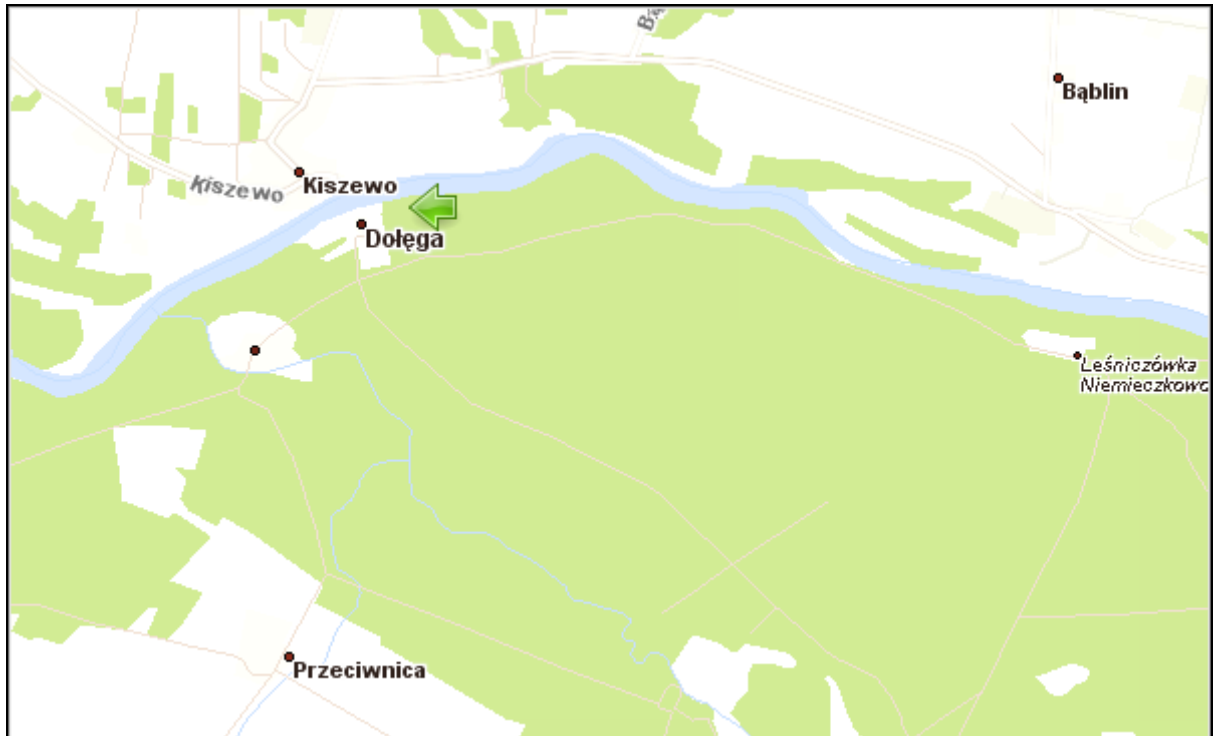 Bąblin
Kiszewo
Kiszewo
Dołęga
Leśniczówka
Niemieczkowo
Przeciwnica